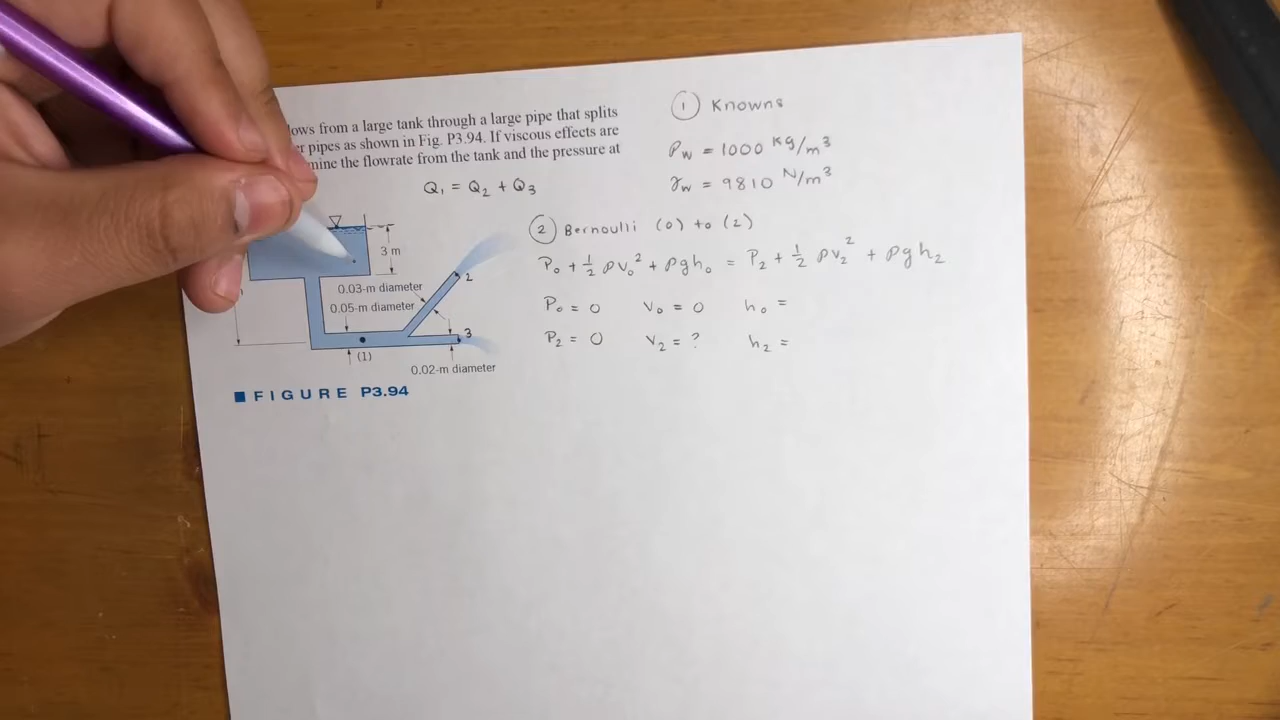 lows from a large tank through a large pipe that splits
r pipes as shown in Fig. P3.94. If viscous effects are
mine the flowrate from the tank and the pressure at
Q₁ = Q₂ + Q₃
3 m
2
0.03-m diameter
0.05-m diameter
3
(1)
0.02-m diameter
FIGURE P3.94
① Knowns
ρw = 1000 kg/m³
γw = 9810 N/m³
② Bernoulli (0) to (2)
P₀ + ½ ρv₀² + ρgh₀ = P₂ + ½ ρv₂² + ρgh₂
P₀ = 0 v₀ = 0 h₀ =
P₂ = 0 v₂ = ? h₂ =